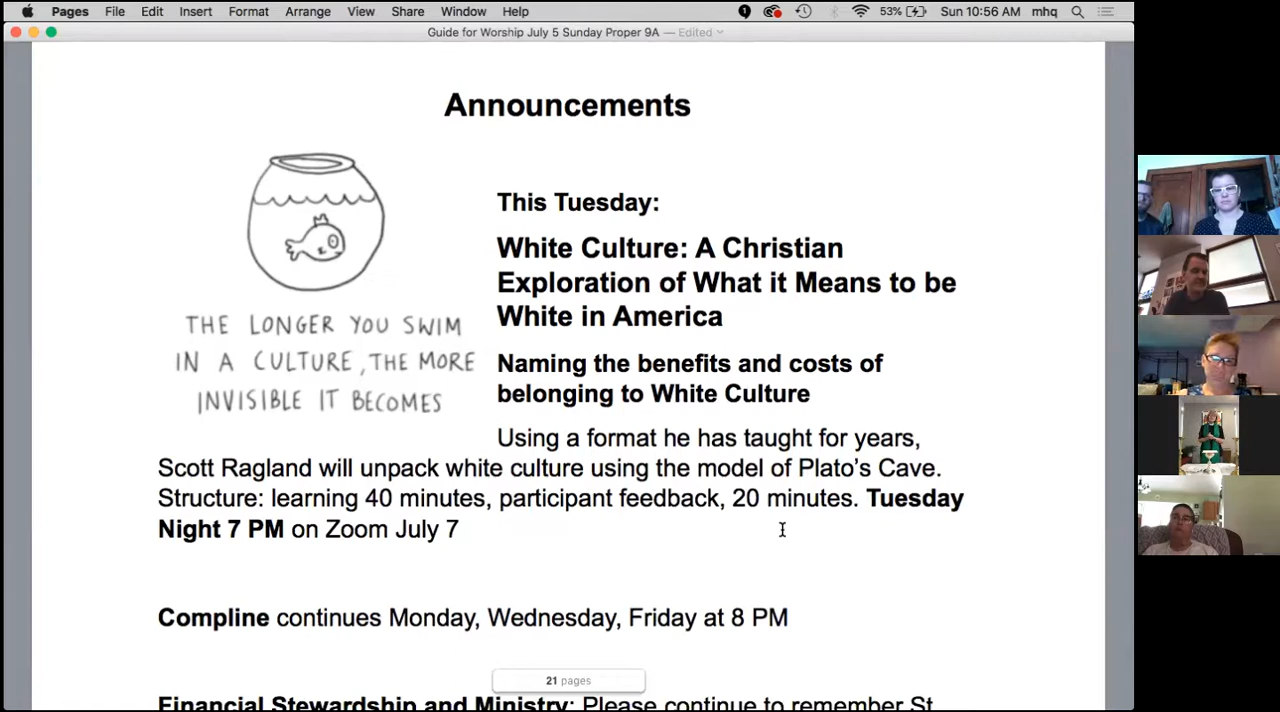 Pages File Edit Insert Format Arrange View Share Window Help 1 53% Sun 10:56 AM mhq
Guide for Worship July 5 Sunday Proper 9A — Edited
Announcements
THE LONGER YOU SWIM
IN A CULTURE, THE MORE
INVISIBLE IT BECOMES
This Tuesday:
White Culture: A Christian
Exploration of What it Means to be
White in America
Naming the benefits and costs of
belonging to White Culture
Using a format he has taught for years,
Scott Ragland will unpack white culture using the model of Plato’s Cave.
Structure: learning 40 minutes, participant feedback, 20 minutes. Tuesday
Night 7 PM on Zoom July 7
Compline continues Monday, Wednesday, Friday at 8 PM
Financial Stewardship and Ministry: Please continue to remember St.
21 pages